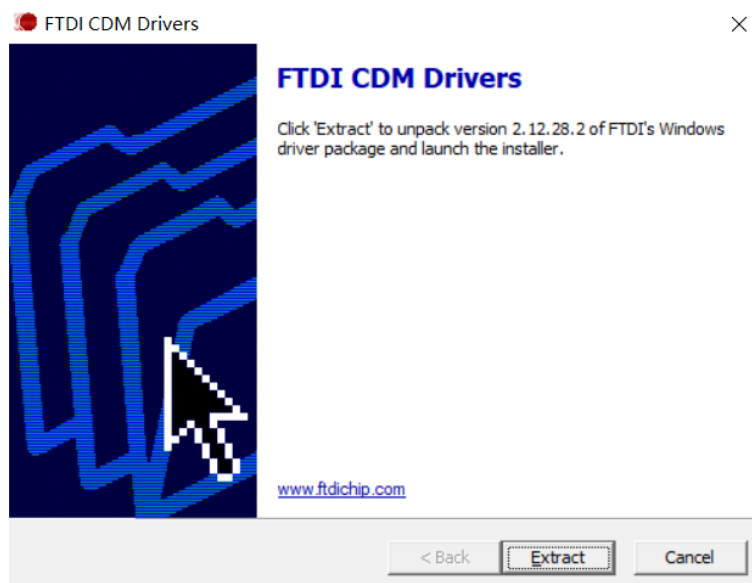 FTDI CDM Drivers
FTDI CDM Drivers
Click 'Extract' to unpack version 2.12.28.2 of FTDI's Windows
driver package and launch the installer.
www.ftdichip.com
< Back Extract Cancel